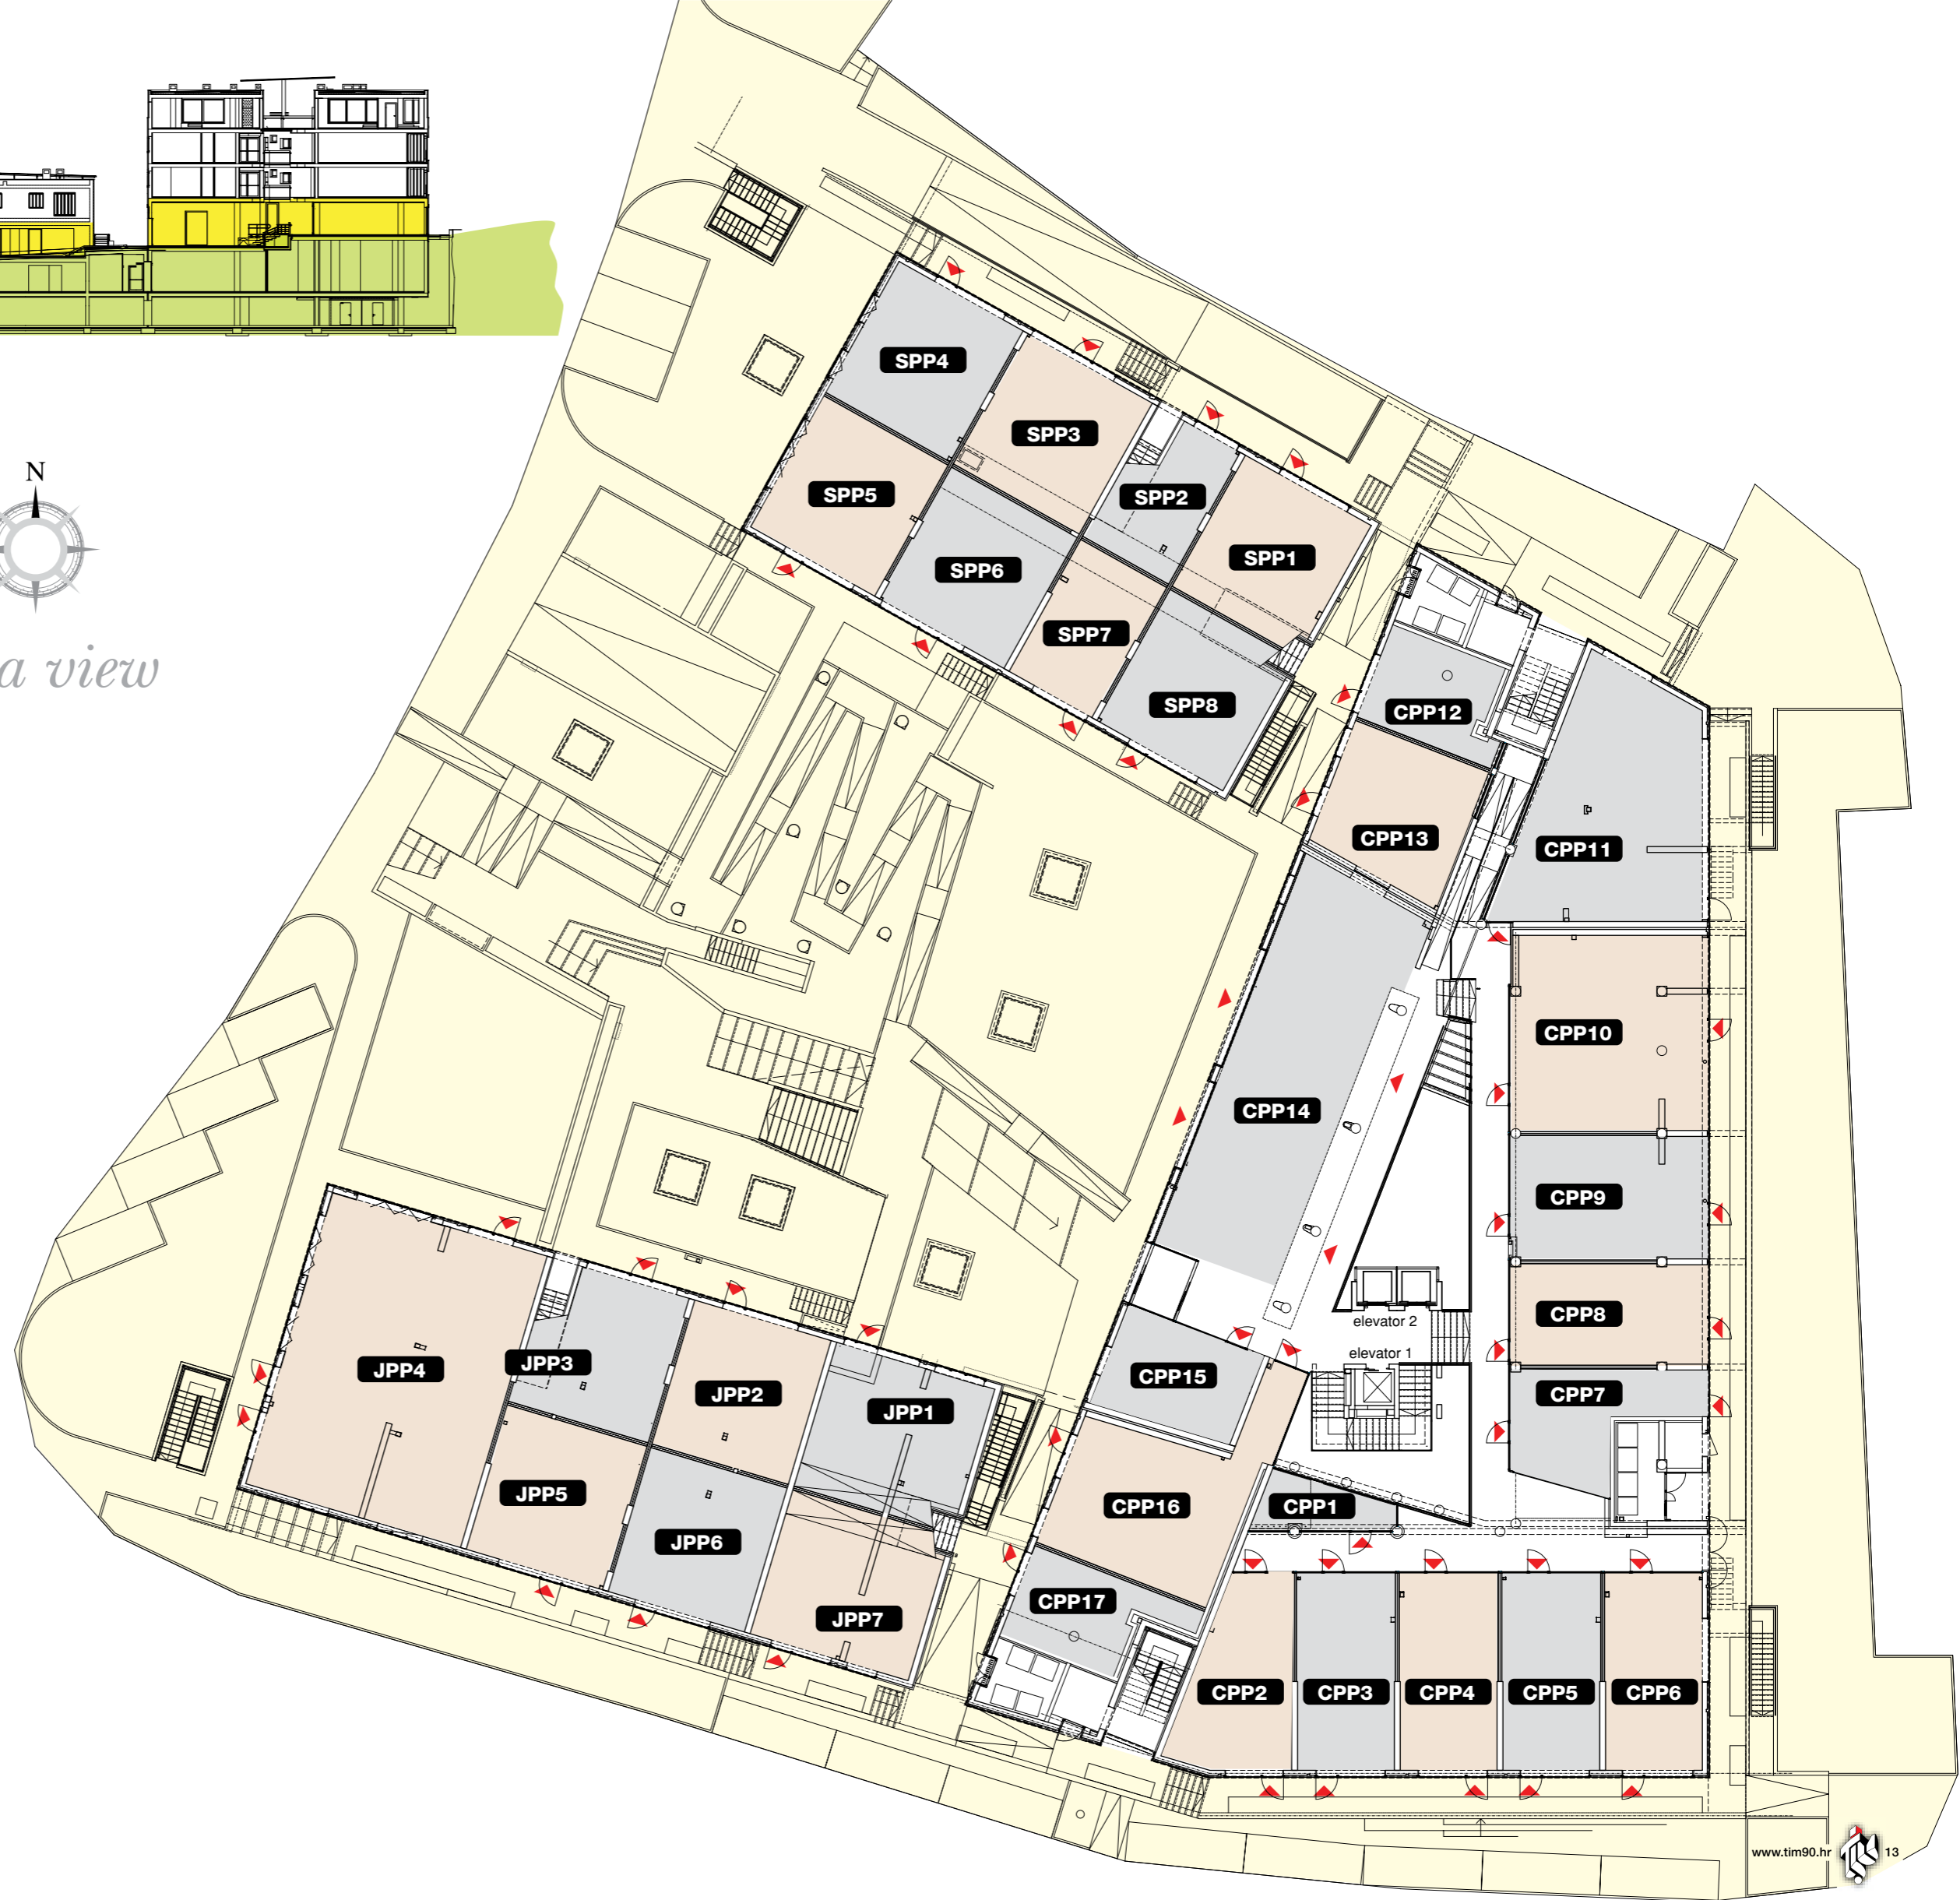 N
a view
SPP4
SPP3
SPP5
SPP2
SPP6
SPP1
SPP7
SPP8
CPP12
CPP13
CPP11
CPP10
CPP14
CPP9
CPP8
elevator 2
elevator 1
CPP7
CPP15
JPP3
JPP4
JPP2
JPP1
JPP5
JPP6
JPP7
CPP16
CPP1
CPP17
CPP2
CPP3
CPP4
CPP5
CPP6
www.tim90.hr
13